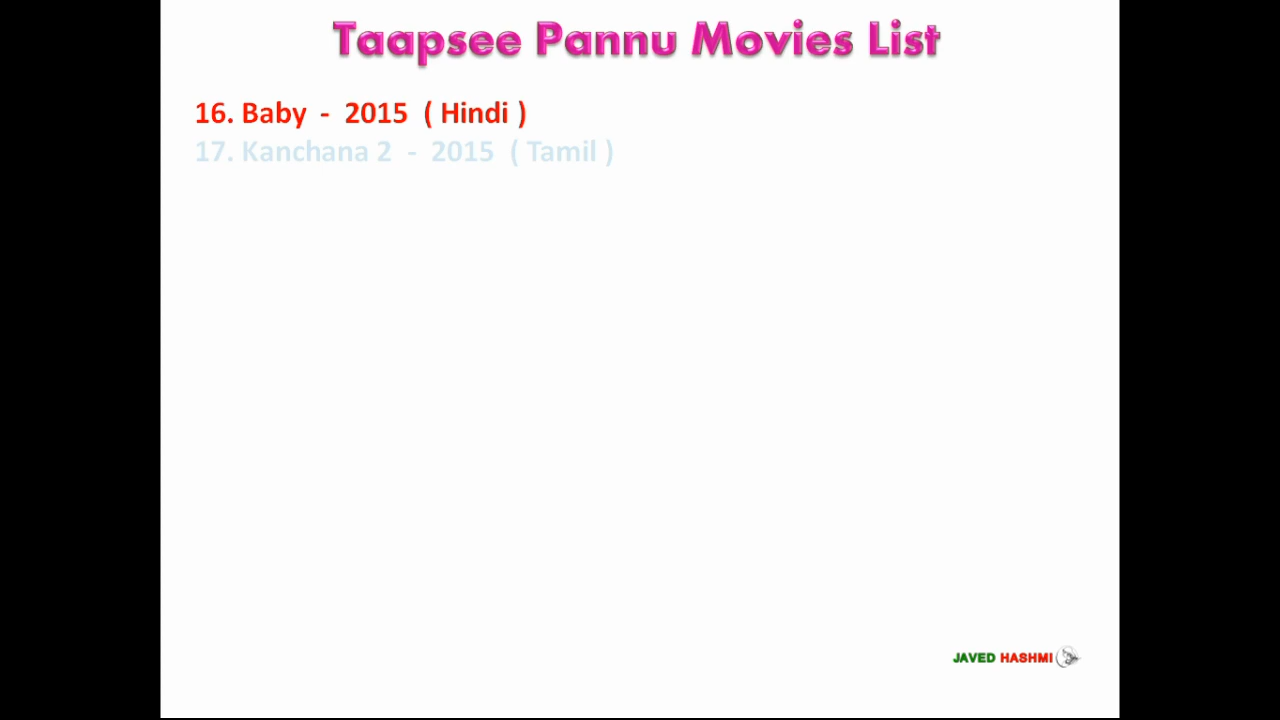 Taapsee Pannu Movies List
16. Baby - 2015 ( Hindi )
17. Kanchana 2 - 2015 ( Tamil )
JAVED HASHMI